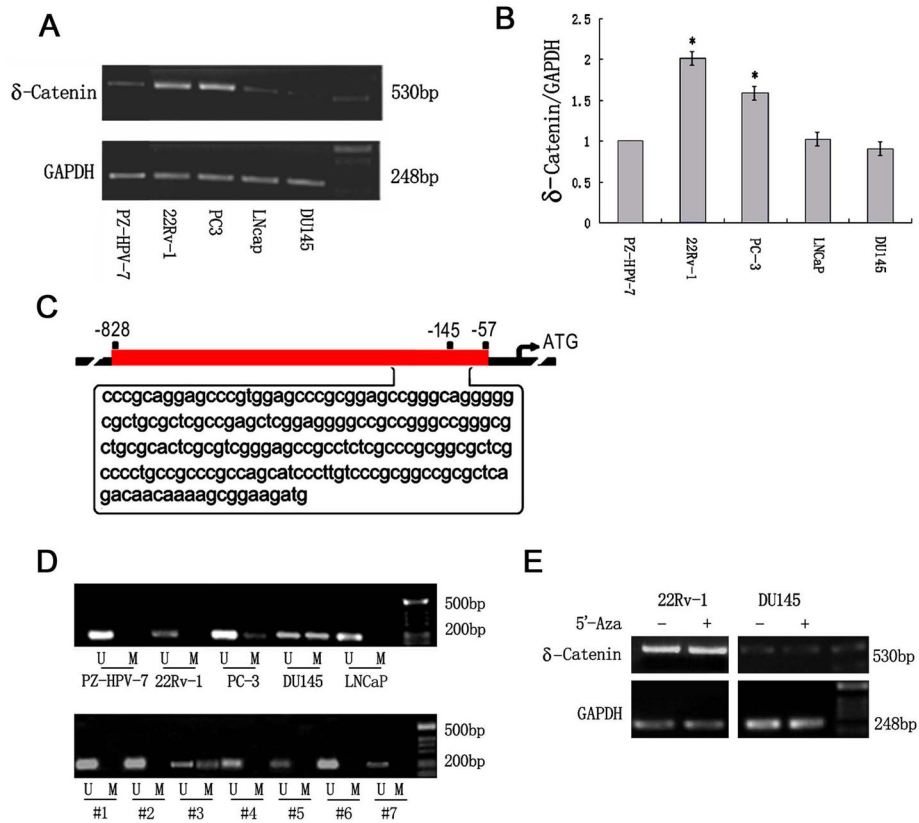 A
δ-Catenin
530bp
GAPDH
248bp
PZ-HPV-7
22Rv-1
PC3
LNcap
DU145
B
δ-Catenin/GAPDH
2.5
2
1.5
1
0.5
0
*
*
PZ-HPV-7
22Rv-1
PC-3
LNCaP
DU145
C
-828
-145
-57
ATG
cccgcaggagcccgtggagcccgcggagccgggcaggggg
cgctgcgctcgccgagctcggaggggccgccgggccgggcg
ctgcgcactcgcgtcgggagccgcctctcgcccgcggcgctcg
cccctgccgcccgccagcatcccttgtcccgcggccgcgctca
gacaacaaaagcggaagatg
D
500bp
200bp
U M U M U M U M U M
PZ-HPV-7 22Rv-1 PC-3 DU145 LNCaP
500bp
200bp
U M U M U M U M U M U M U M
#1 #2 #3 #4 #5 #6 #7
E
22Rv-1 DU145
5'-Aza − + − +
δ-Catenin
530bp
GAPDH
248bp